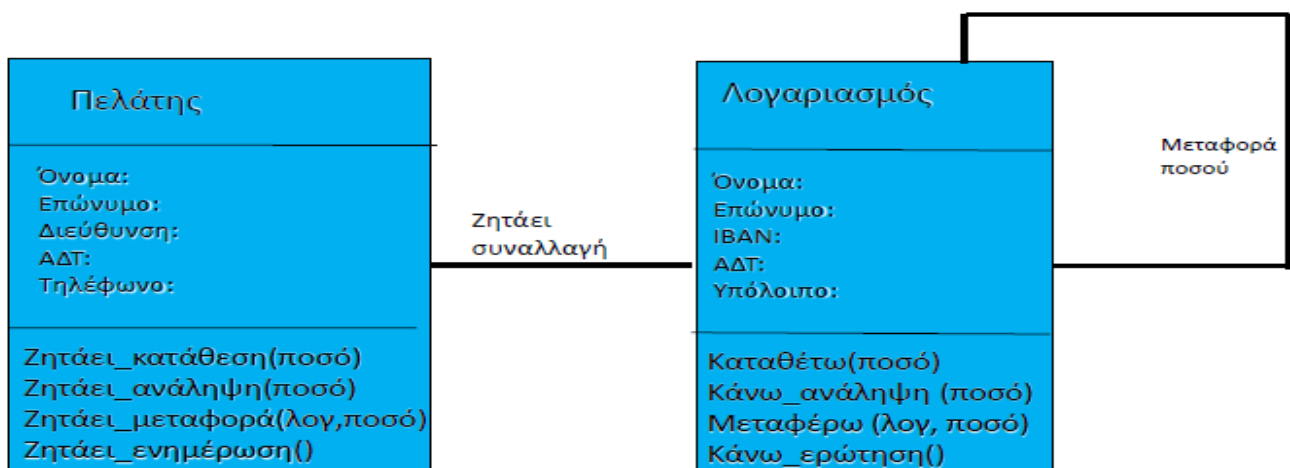 Πελάτης
Όνομα:
Επώνυμο:
Διεύθυνση:
ΑΔΤ:
Τηλέφωνο:
Ζητάει_κατάθεση(ποσό)
Ζητάει_ανάληψη(ποσό)
Ζητάει_μεταφορά(λογ,ποσό)
Ζητάει_ενημέρωση()
Ζητάει
συναλλαγή
Λογαριασμός
Όνομα:
Επώνυμο:
IBAN:
ΑΔΤ:
Υπόλοιπο:
Καταθέτω(ποσό)
Κάνω_ανάληψη (ποσό)
Μεταφέρω (λογ, ποσό)
Κάνω_ερώτηση()
Μεταφορά
ποσού